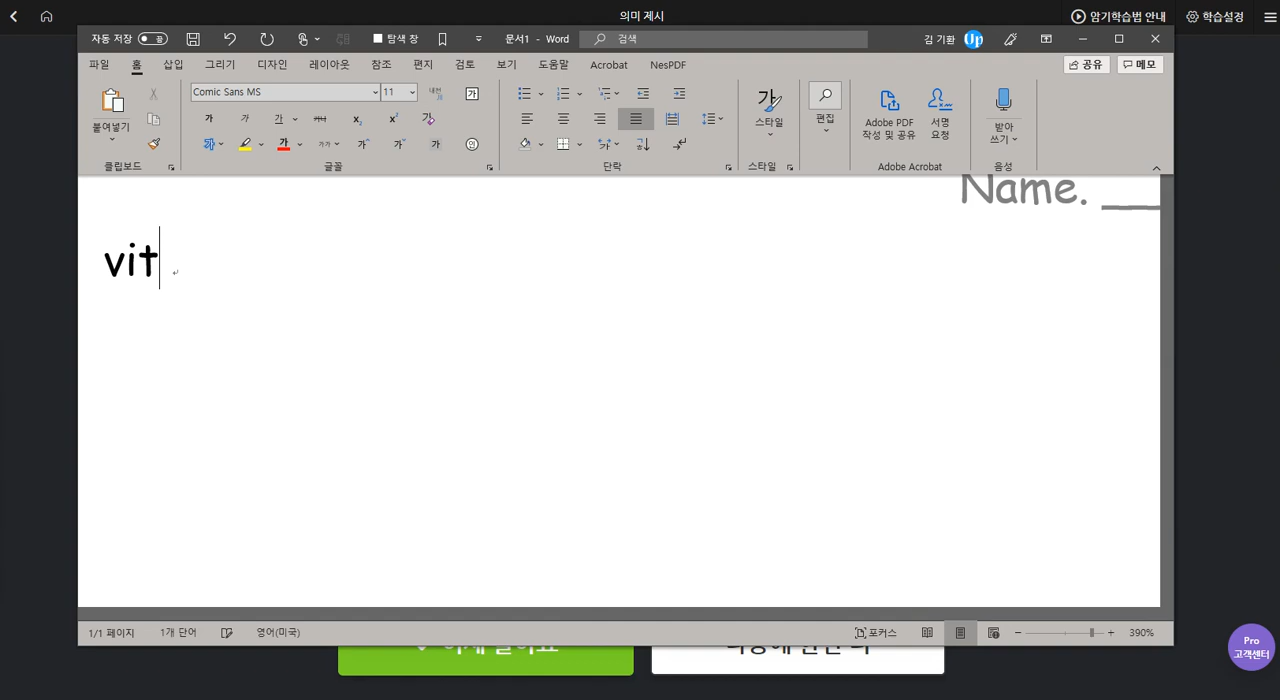 의미 제시
암기학습법 안내
학습설정
자동 저장 끔
탐색 창
문서1 - Word
검색
김 기환
Up
파일 홈 삽입 그리기 디자인 레이아웃 참조 편지 검토 보기 도움말 Acrobat NesPDF
공유 메모
Comic Sans MS 11
붙여넣기
클립보드
글꼴
단락
스타일
스타일
편집
Adobe PDF
작성 및 공유
서명
요청
Adobe Acrobat
받아
쓰기
음성
Name. ___
vit
1/1 페이지 1개 단어 영어(미국)
포커스
390%
Pro
고객센터